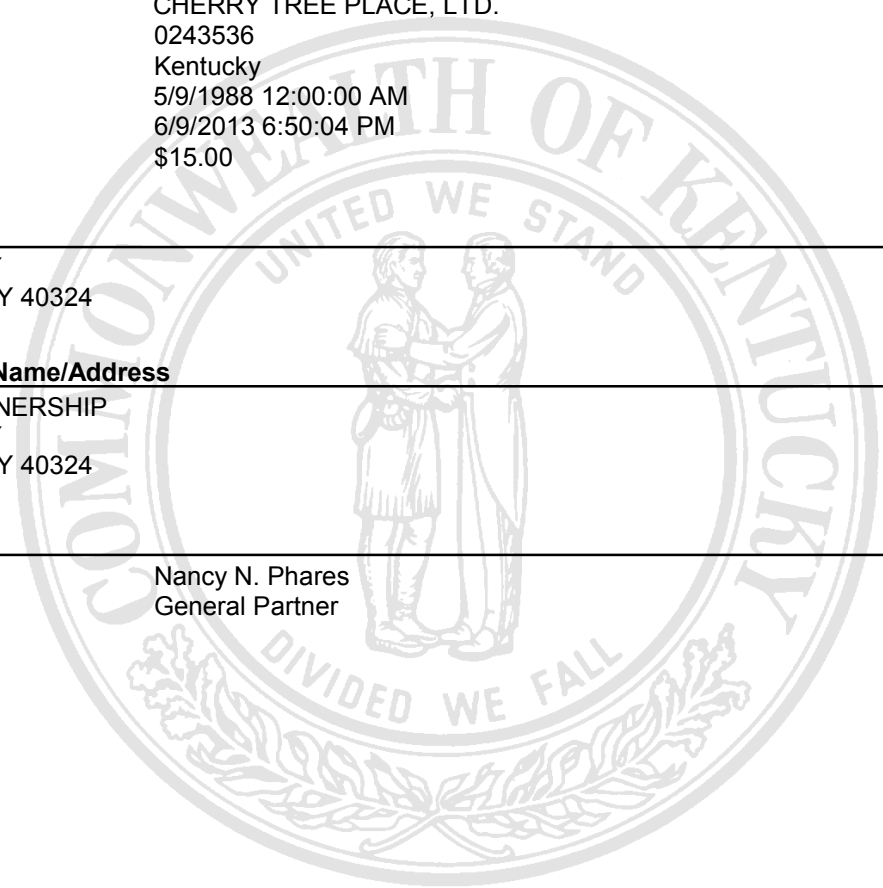 CHERRY TREE PLACE, LTD.
0243536
Kentucky
5/9/1988 12:00:00 AM
6/9/2013 6:50:04 PM
$15.00
COMMONWEALTH OF KENTUCKY
UNITED WE STAND
Y 40324
Name/Address
NERSHIP
Y 40324
Nancy N. Phares
General Partner
DIVIDED WE FALL